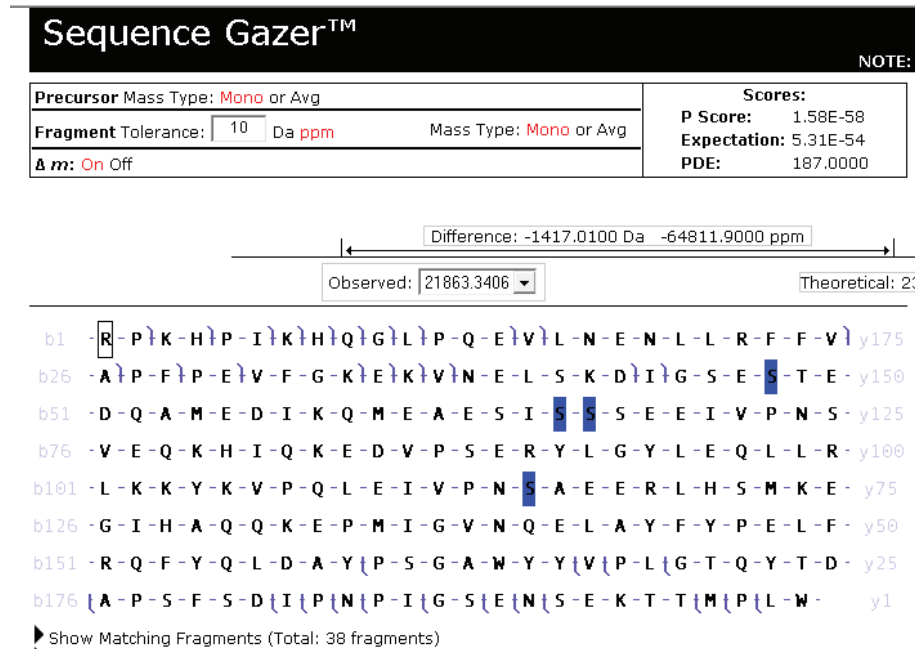 Sequence Gazer™
NOTE:
Precursor Mass Type: Mono or Avg
Fragment Tolerance: 10 Da ppm Mass Type: Mono or Avg
Δ m: On Off
Scores:
P Score: 1.58E-58
Expectation: 5.31E-54
PDE: 187.0000
Difference: -1417.0100 Da -64811.9000 ppm
Observed: 21863.3406
Theoretical: 23
b1 -R-P}K-H}P-I}K}H}Q}G}L}P-Q-E}V}L-N-E-N-L-L-R-F-F-V} y175
b26 -A}P-F}P-E}V-F-G-K}E}K}V}N-E-L-S-K-D}I}G-S-E-S-T-E- y150
b51 -D-Q-A-M-E-D-I-K-Q-M-E-A-E-S-I-S-S-S-E-E-I-V-P-N-S- y125
b76 -V-E-Q-K-H-I-Q-K-E-D-V-P-S-E-R-Y-L-G-Y-L-E-Q-L-L-R- y100
b101 -L-K-K-Y-K-V-P-Q-L-E-I-V-P-N-S-A-E-E-R-L-H-S-M-K-E- y75
b126 -G-I-H-A-Q-Q-K-E-P-M-I-G-V-N-Q-E-L-A-Y-F-Y-P-E-L-F- y50
b151 -R-Q-F-Y-Q-L-D-A-Y{P-S-G-A-W-Y-Y{V{P-L{G-T-Q-Y-T-D- y25
b176 {A-P-S-F-S-D{I{P{N{P-I{G-S{E{N{S-E-K-T-T{M{P{L-W- y1
Show Matching Fragments (Total: 38 fragments)